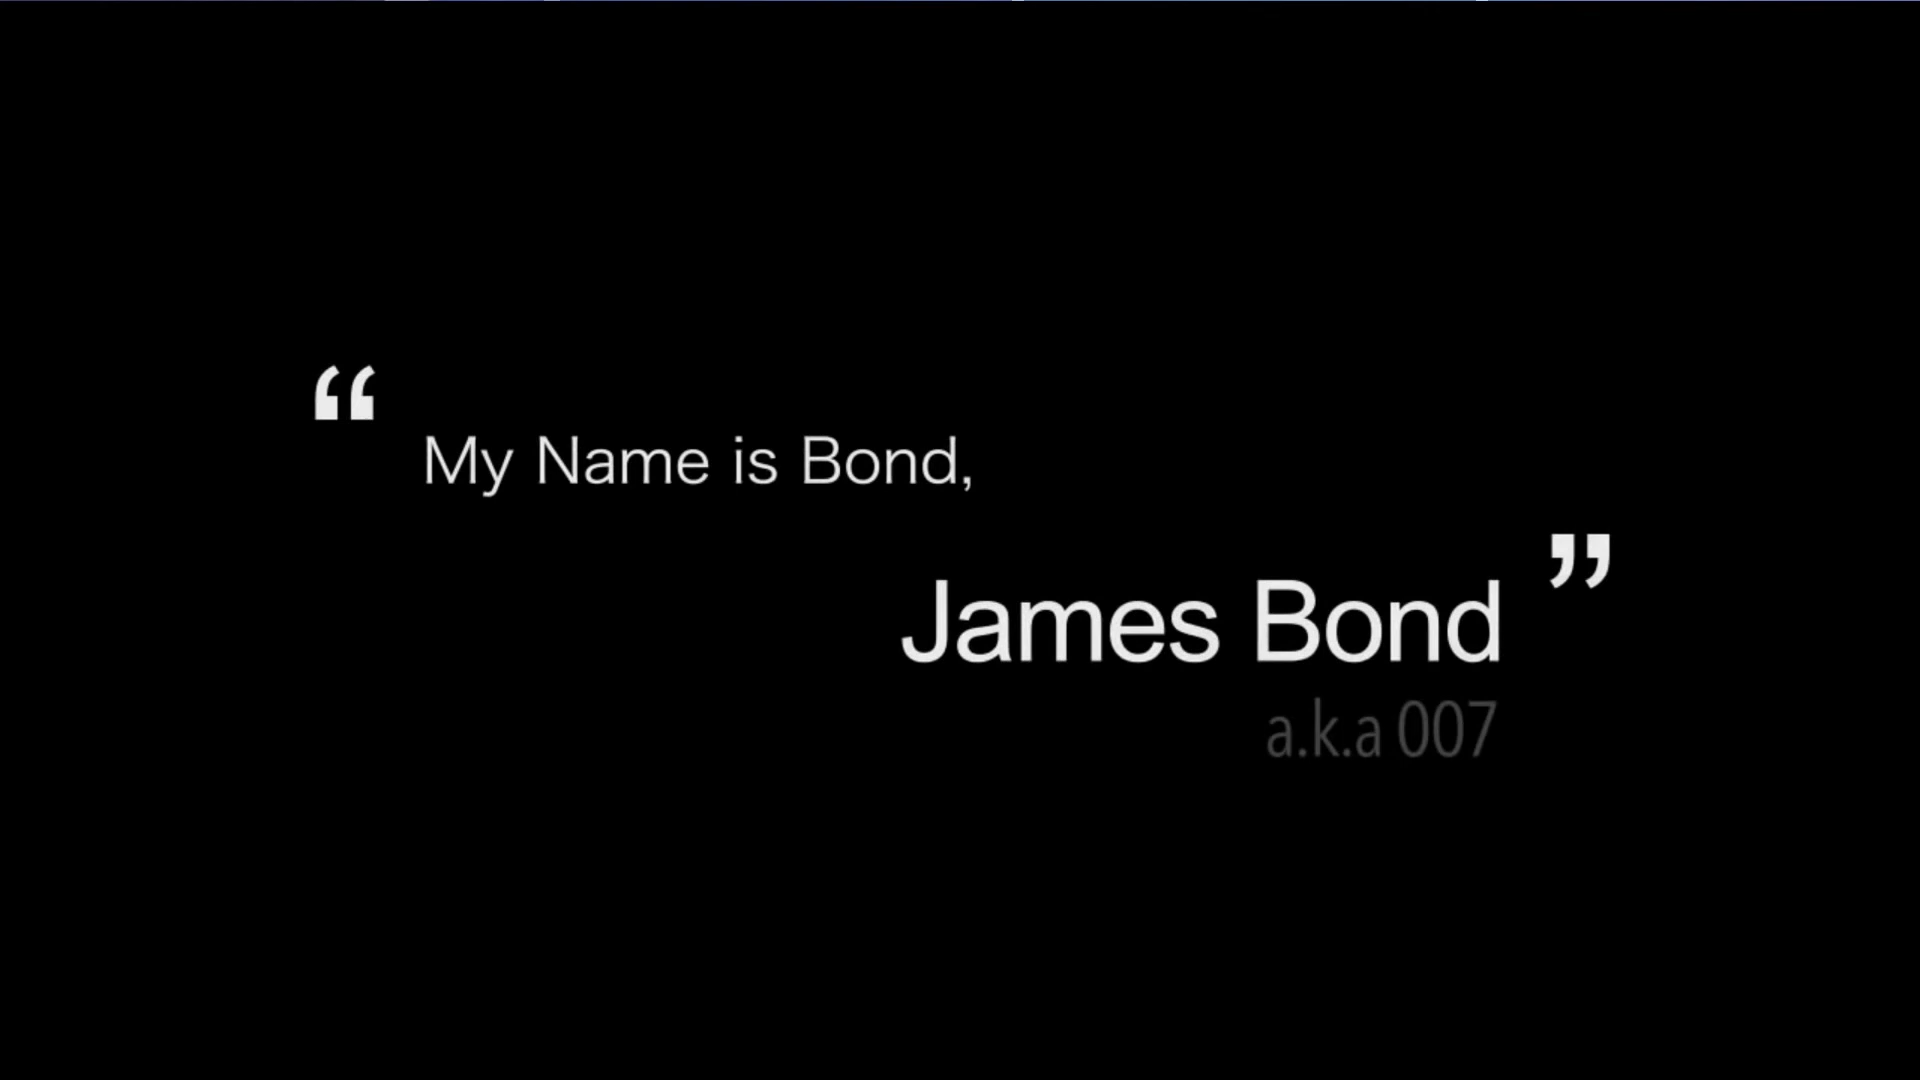 “ My Name is Bond,
James Bond ”
a.k.a 007